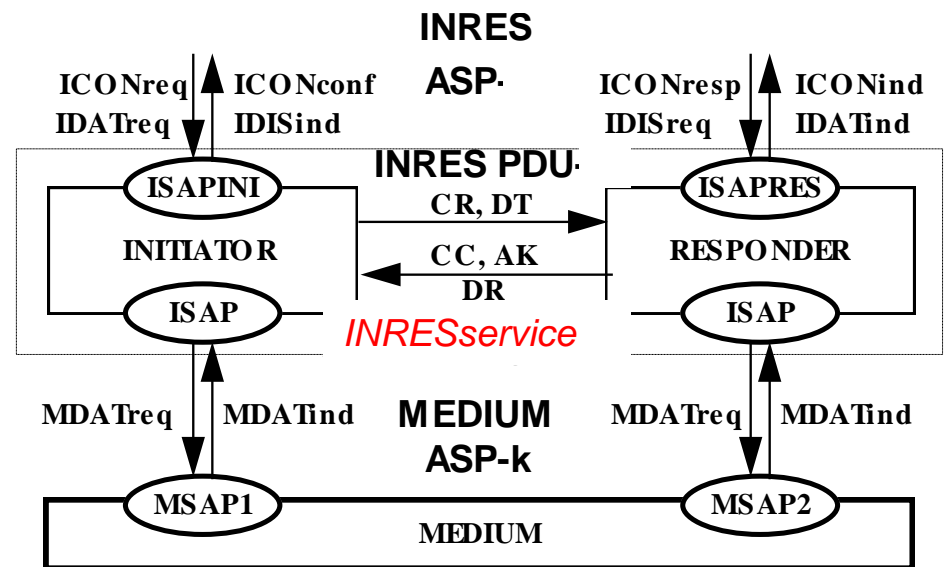 INRES
ASP-
ICONreq
ICONconf
ICONresp
ICONind
IDATreq
IDISind
IDISreq
IDATind
INRES PDU-
ISAPINI
ISAPRES
CR, DT
INITIATOR
CC, AK
RESPONDER
DR
ISAP
ISAP
INRESservice
MDATreq
MDATind
MEDIUM
MDATreq
MDATind
ASP-k
MSAP1
MSAP2
MEDIUM